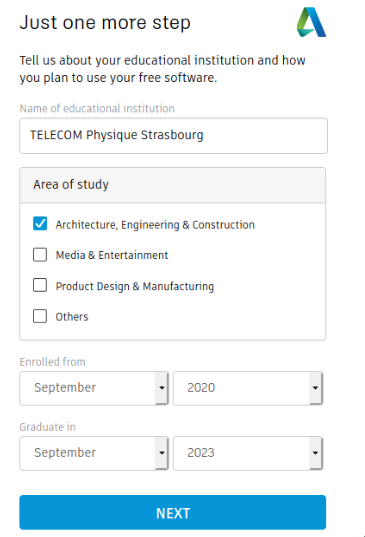 Just one more step
Tell us about your educational institution and how
you plan to use your free software.
Name of educational institution
TELECOM Physique Strasbourg
Area of study
Architecture, Engineering & Construction
Media & Entertainment
Product Design & Manufacturing
Others
Enrolled from
September 2020
Graduate in
September 2023
NEXT